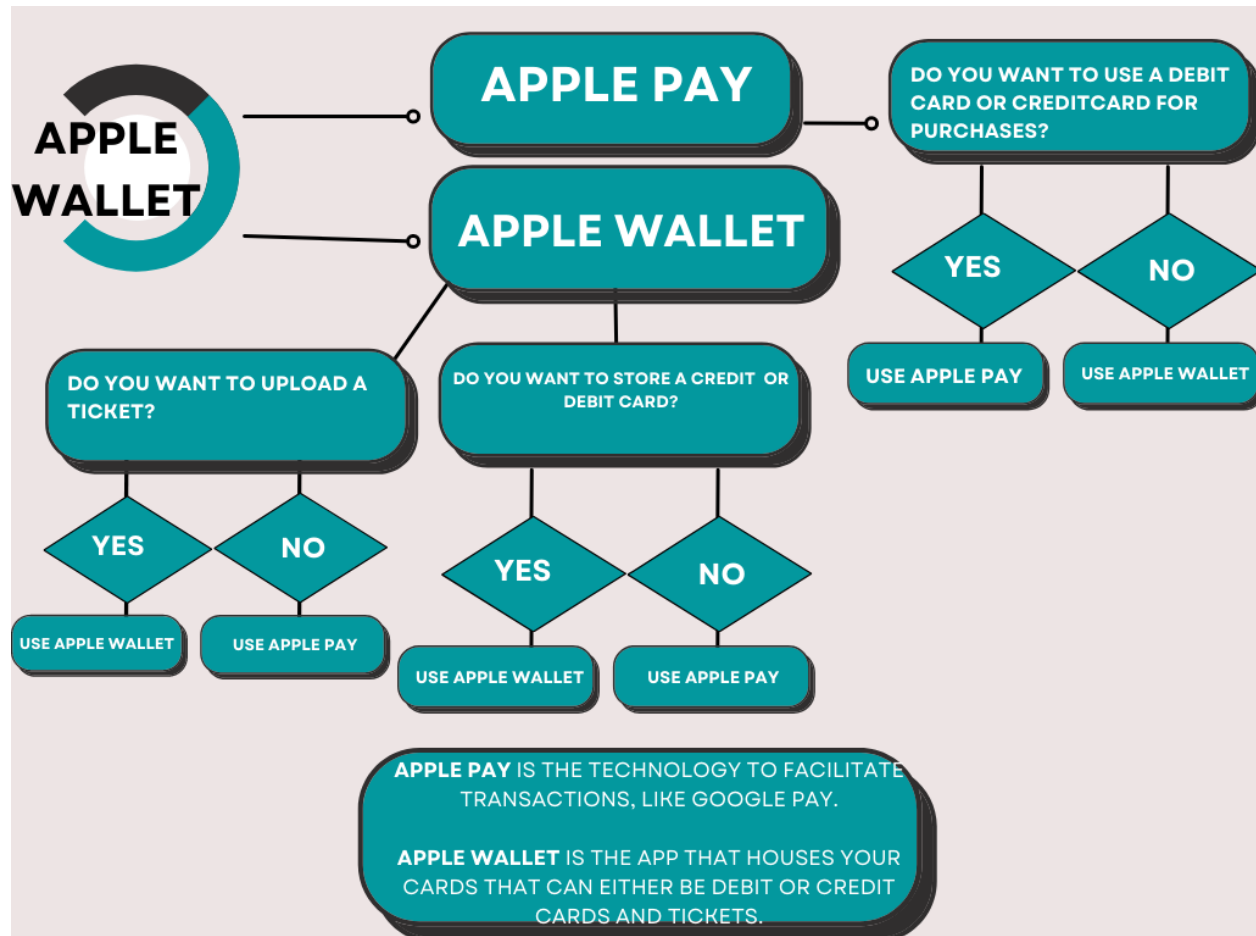 APPLE
WALLET
APPLE PAY
DO YOU WANT TO USE A DEBIT
CARD OR CREDITCARD FOR
PURCHASES?
YES
NO
USE APPLE PAY
USE APPLE WALLET
APPLE WALLET
DO YOU WANT TO UPLOAD A
TICKET?
YES
NO
USE APPLE WALLET
USE APPLE PAY
DO YOU WANT TO STORE A CREDIT OR
DEBIT CARD?
YES
NO
USE APPLE WALLET
USE APPLE PAY
APPLE PAY IS THE TECHNOLOGY TO FACILITATE
TRANSACTIONS, LIKE GOOGLE PAY.
APPLE WALLET IS THE APP THAT HOUSES YOUR
CARDS THAT CAN EITHER BE DEBIT OR CREDIT
CARDS AND TICKETS.